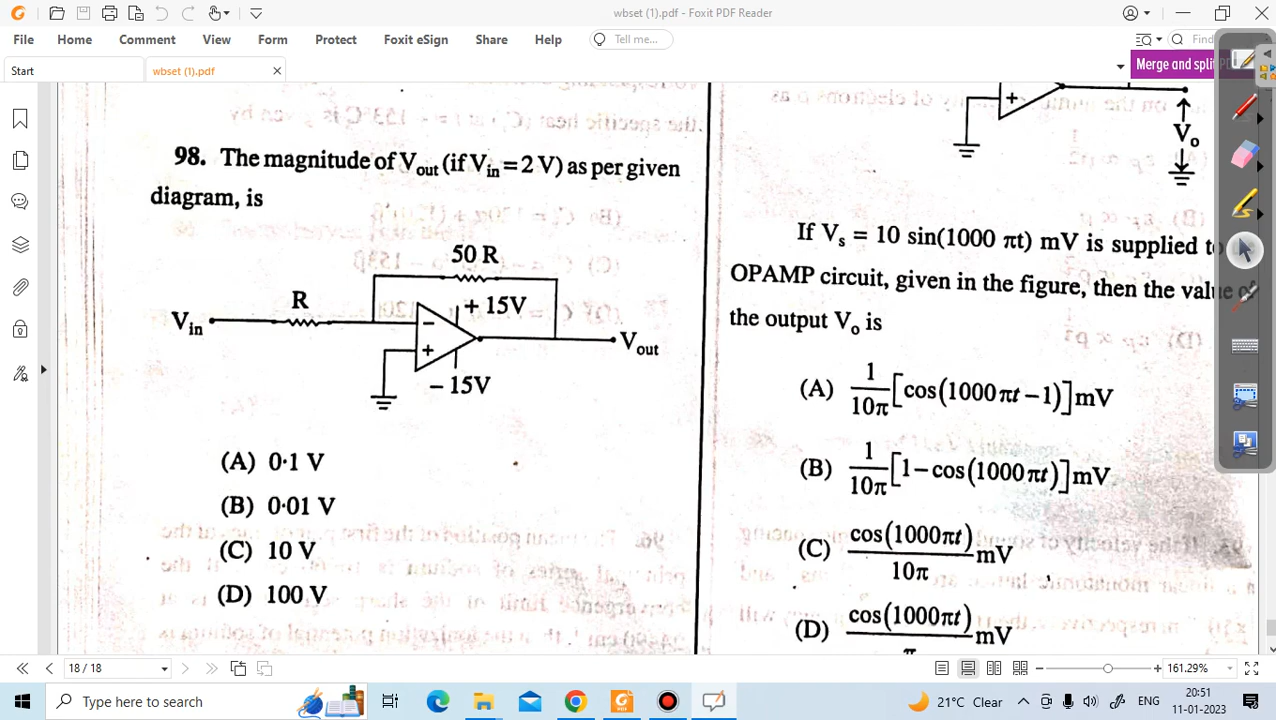 wbset (1).pdf - Foxit PDF Reader
File Home Comment View Form Protect Foxit eSign Share Help Tell me... Find
Start wbset (1).pdf Merge and split
98. The magnitude of Vout (if Vin = 2 V) as per given
diagram, is
50 R
R
+ 15V
Vin
−
+
Vout
− 15V
(A) 0·1 V
(B) 0·01 V
(C) 10 V
(D) 100 V
+
Vo
If Vs = 10 sin(1000 πt) mV is supplied to
OPAMP circuit, given in the figure, then the value of
the output Vo is
(A) 1/10π [cos(1000πt − 1)] mV
(B) 1/10π [1 − cos(1000πt)] mV
(C) cos(1000πt)/10π mV
(D) cos(1000πt)/π mV
18 / 18 161.29%
Type here to search 21°C Clear ENG 20:51
11-01-2023